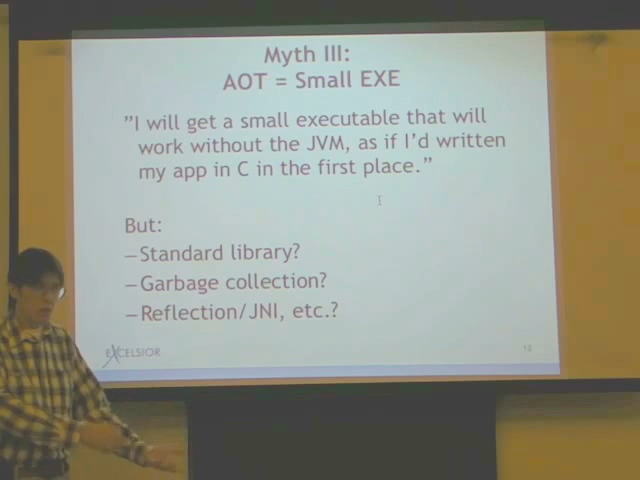 Myth III:
AOT = Small EXE
"I will get a small executable that will
work without the JVM, as if I'd written
my app in C in the first place."
But:
—Standard library?
—Garbage collection?
—Reflection/JNI, etc.?
EXCELSIOR